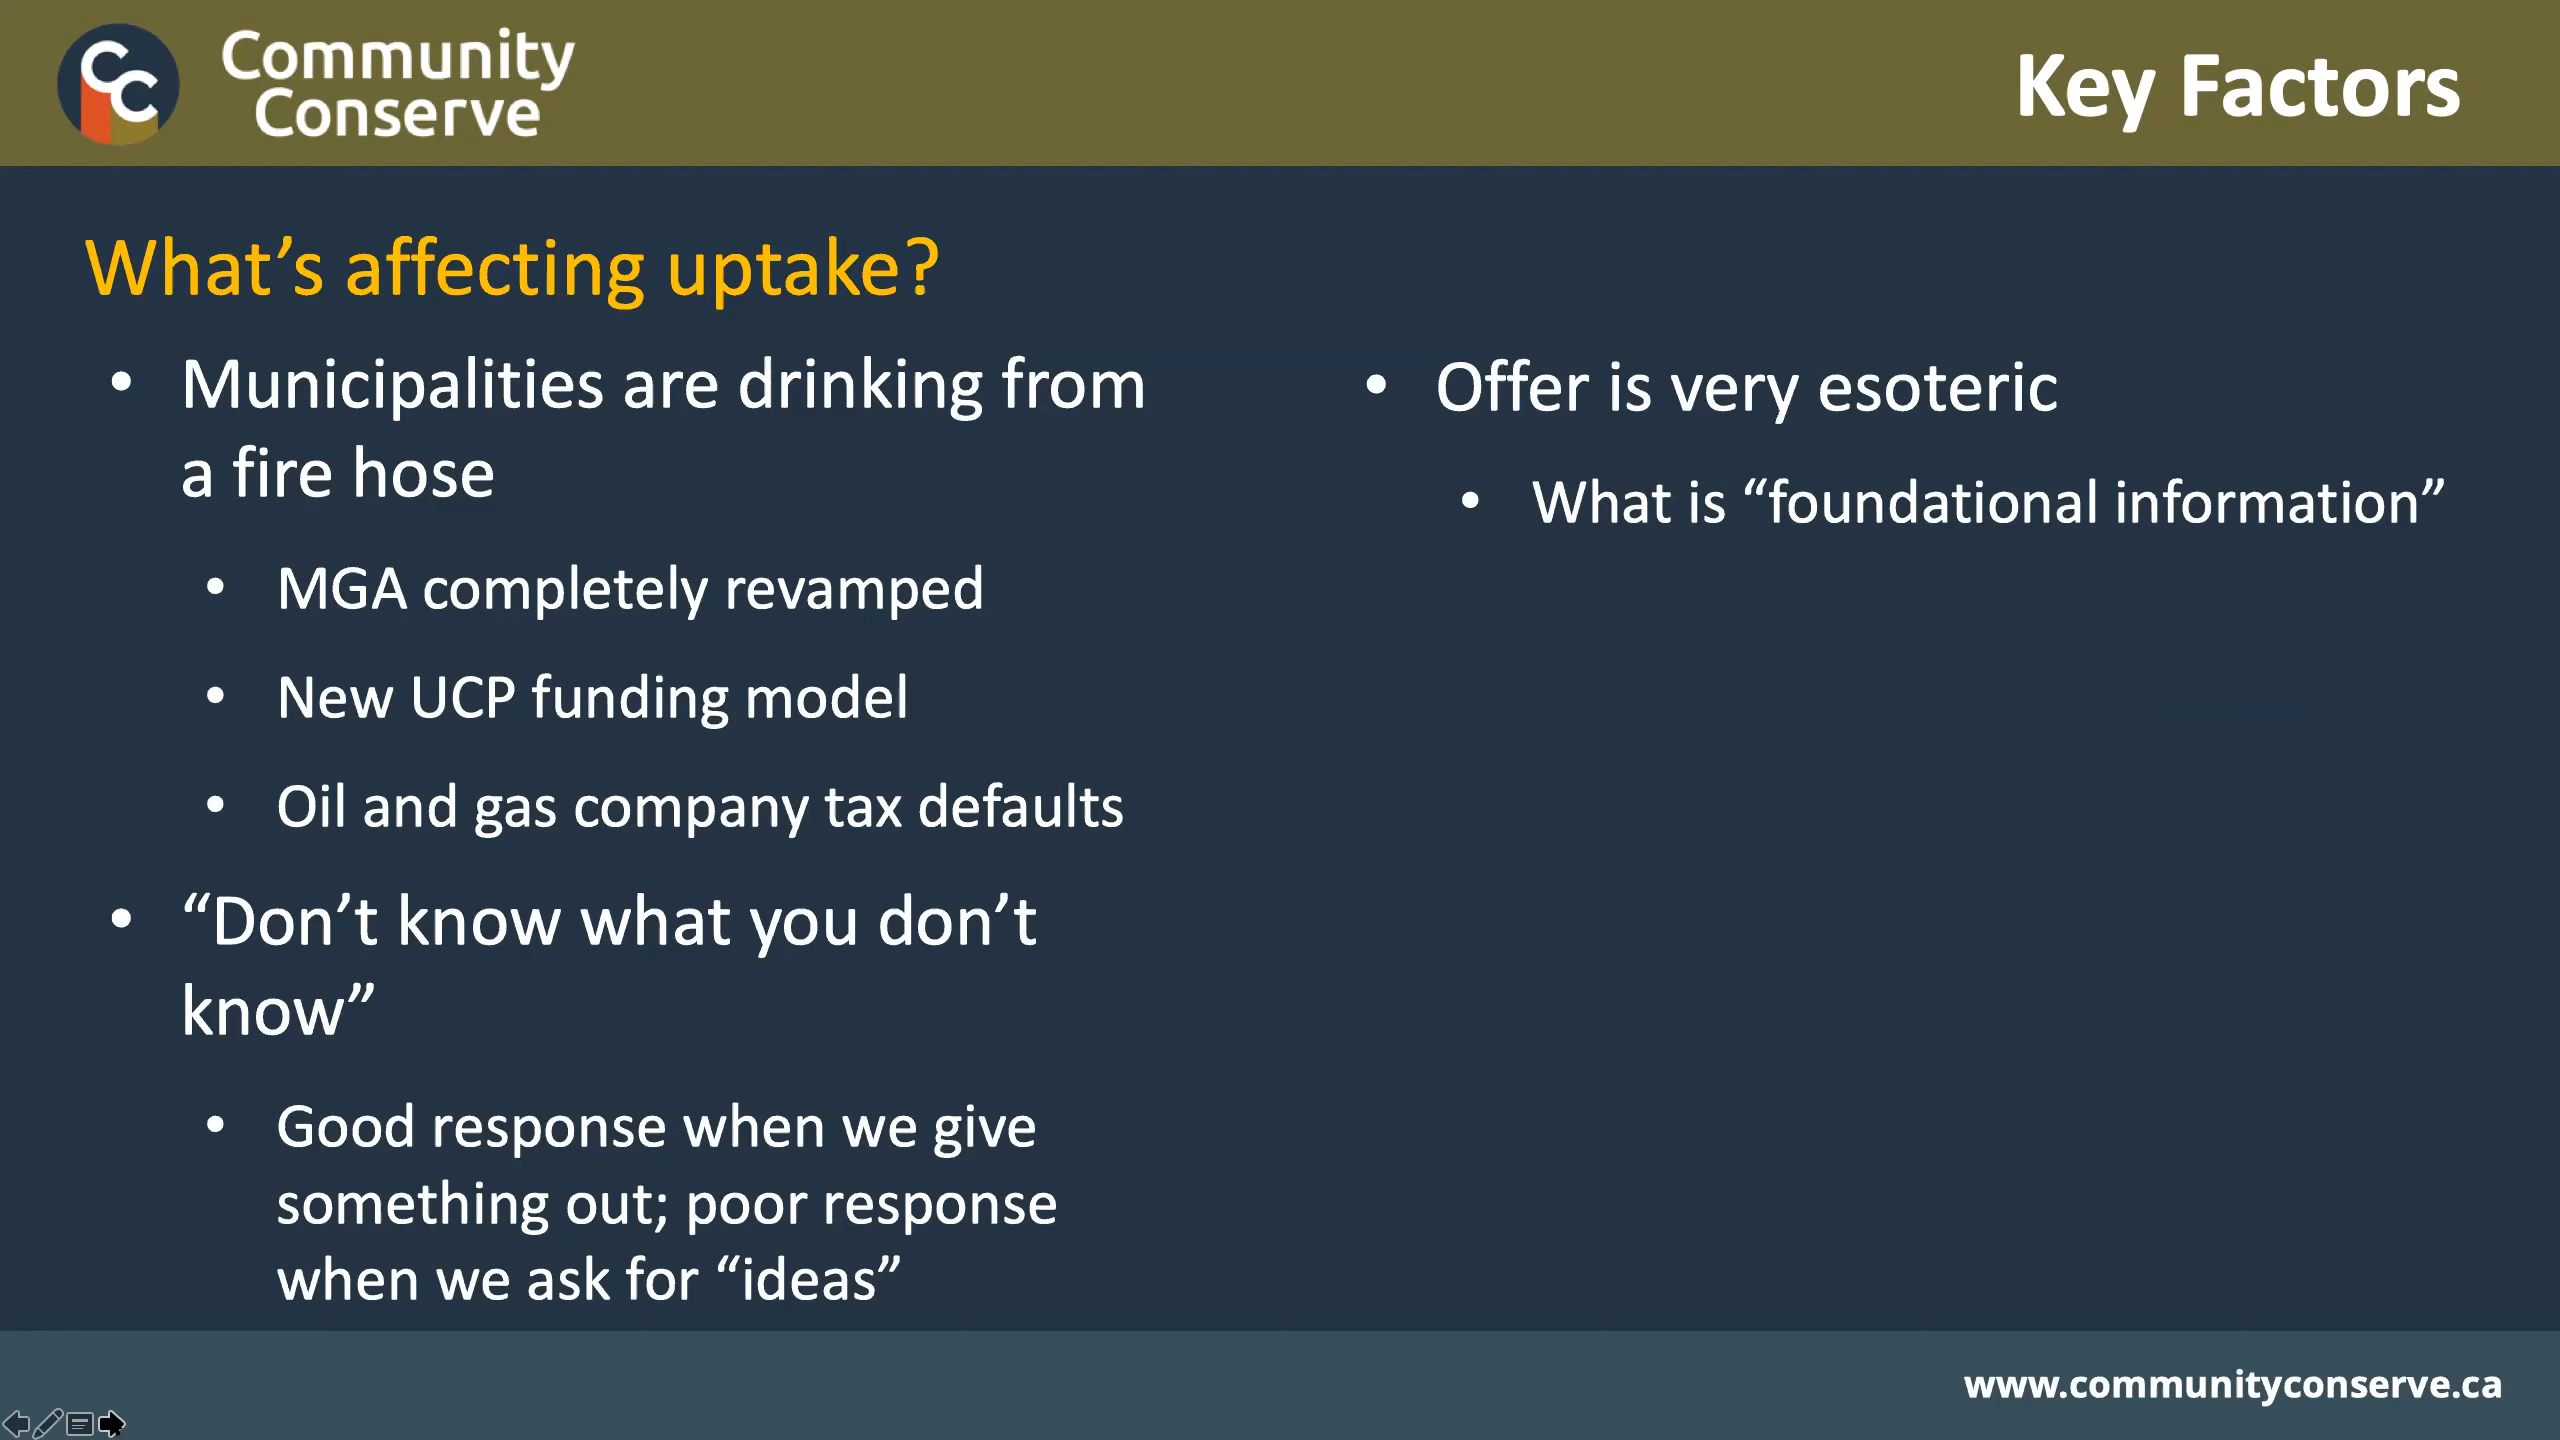 Community
Conserve
Key Factors
What’s affecting uptake?
• Municipalities are drinking from
a fire hose
• MGA completely revamped
• New UCP funding model
• Oil and gas company tax defaults
• “Don’t know what you don’t
know”
• Good response when we give
something out; poor response
when we ask for “ideas”
• Offer is very esoteric
• What is “foundational information”
www.communityconserve.ca